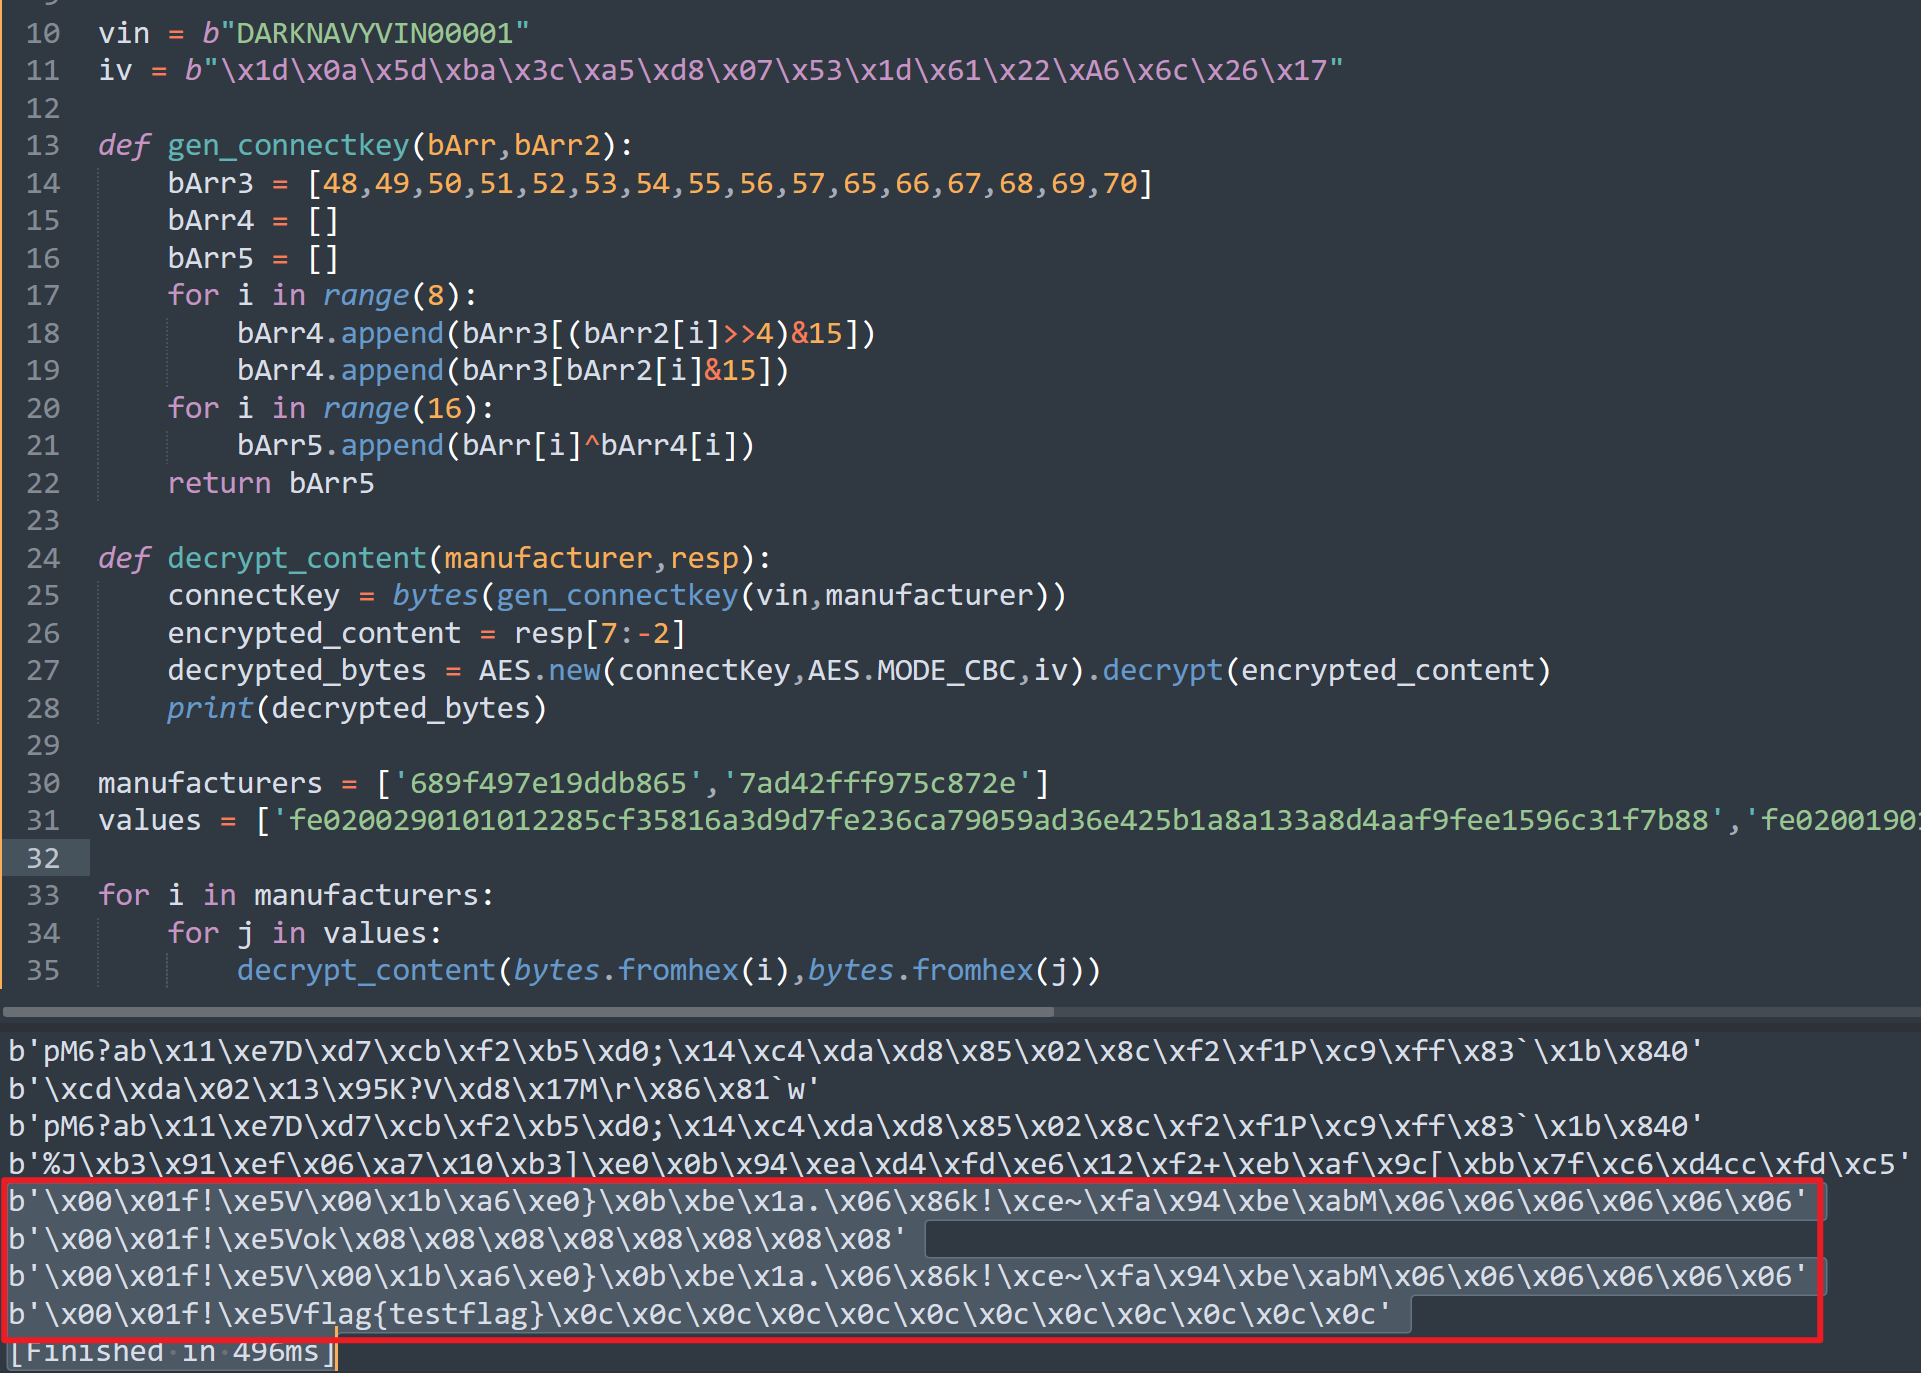 10 vin = b"DARKNAVYVIN00001"
11 iv = b"\x1d\x0a\x5d\xba\x3c\xa5\xd8\x07\x53\x1d\x61\x22\xA6\x6c\x26\x17"
12
13 def gen_connectkey(bArr,bArr2):
14     bArr3 = [48,49,50,51,52,53,54,55,56,57,65,66,67,68,69,70]
15     bArr4 = []
16     bArr5 = []
17     for i in range(8):
18         bArr4.append(bArr3[(bArr2[i]>>4)&15])
19         bArr4.append(bArr3[bArr2[i]&15])
20     for i in range(16):
21         bArr5.append(bArr[i]^bArr4[i])
22     return bArr5
23
24 def decrypt_content(manufacturer,resp):
25     connectKey = bytes(gen_connectkey(vin,manufacturer))
26     encrypted_content = resp[7:-2]
27     decrypted_bytes = AES.new(connectKey,AES.MODE_CBC,iv).decrypt(encrypted_content)
28     print(decrypted_bytes)
29
30 manufacturers = ['689f497e19ddb865','7ad42fff975c872e']
31 values = ['fe0200290101012285cf35816a3d9d7fe236ca79059ad36e425b1a8a133a8d4aaf9fee1596c31f7b88','fe02001901
32
33 for i in manufacturers:
34     for j in values:
35         decrypt_content(bytes.fromhex(i),bytes.fromhex(j))
b'pM6?ab\x11\xe7D\xd7\xcb\xf2\xb5\xd0;\x14\xc4\xda\xd8\x85\x02\x8c\xf2\xf1P\xc9\xff\x83`\x1b\x840'
b'\xcd\xda\x02\x13\x95K?V\xd8\x17M\r\x86\x81`w'
b'pM6?ab\x11\xe7D\xd7\xcb\xf2\xb5\xd0;\x14\xc4\xda\xd8\x85\x02\x8c\xf2\xf1P\xc9\xff\x83`\x1b\x840'
b'%J\xb3\x91\xef\x06\xa7\x10\xb3]\xe0\x0b\x94\xea\xd4\xfd\xe6\x12\xf2+\xeb\xaf\x9c[\xbb\x7f\xc6\xd4cc\xfd\xc5'
b'\x00\x01f!\xe5V\x00\x1b\xa6\xe0}\x0b\xbe\x1a.\x06\x86k!\xce~\xfa\x94\xbe\xabM\x06\x06\x06\x06\x06\x06'
b'\x00\x01f!\xe5Vok\x08\x08\x08\x08\x08\x08\x08\x08'
b'\x00\x01f!\xe5V\x00\x1b\xa6\xe0}\x0b\xbe\x1a.\x06\x86k!\xce~\xfa\x94\xbe\xabM\x06\x06\x06\x06\x06\x06'
b'\x00\x01f!\xe5Vflag{testflag}\x0c\x0c\x0c\x0c\x0c\x0c\x0c\x0c\x0c\x0c\x0c\x0c'
[Finished in 496ms]